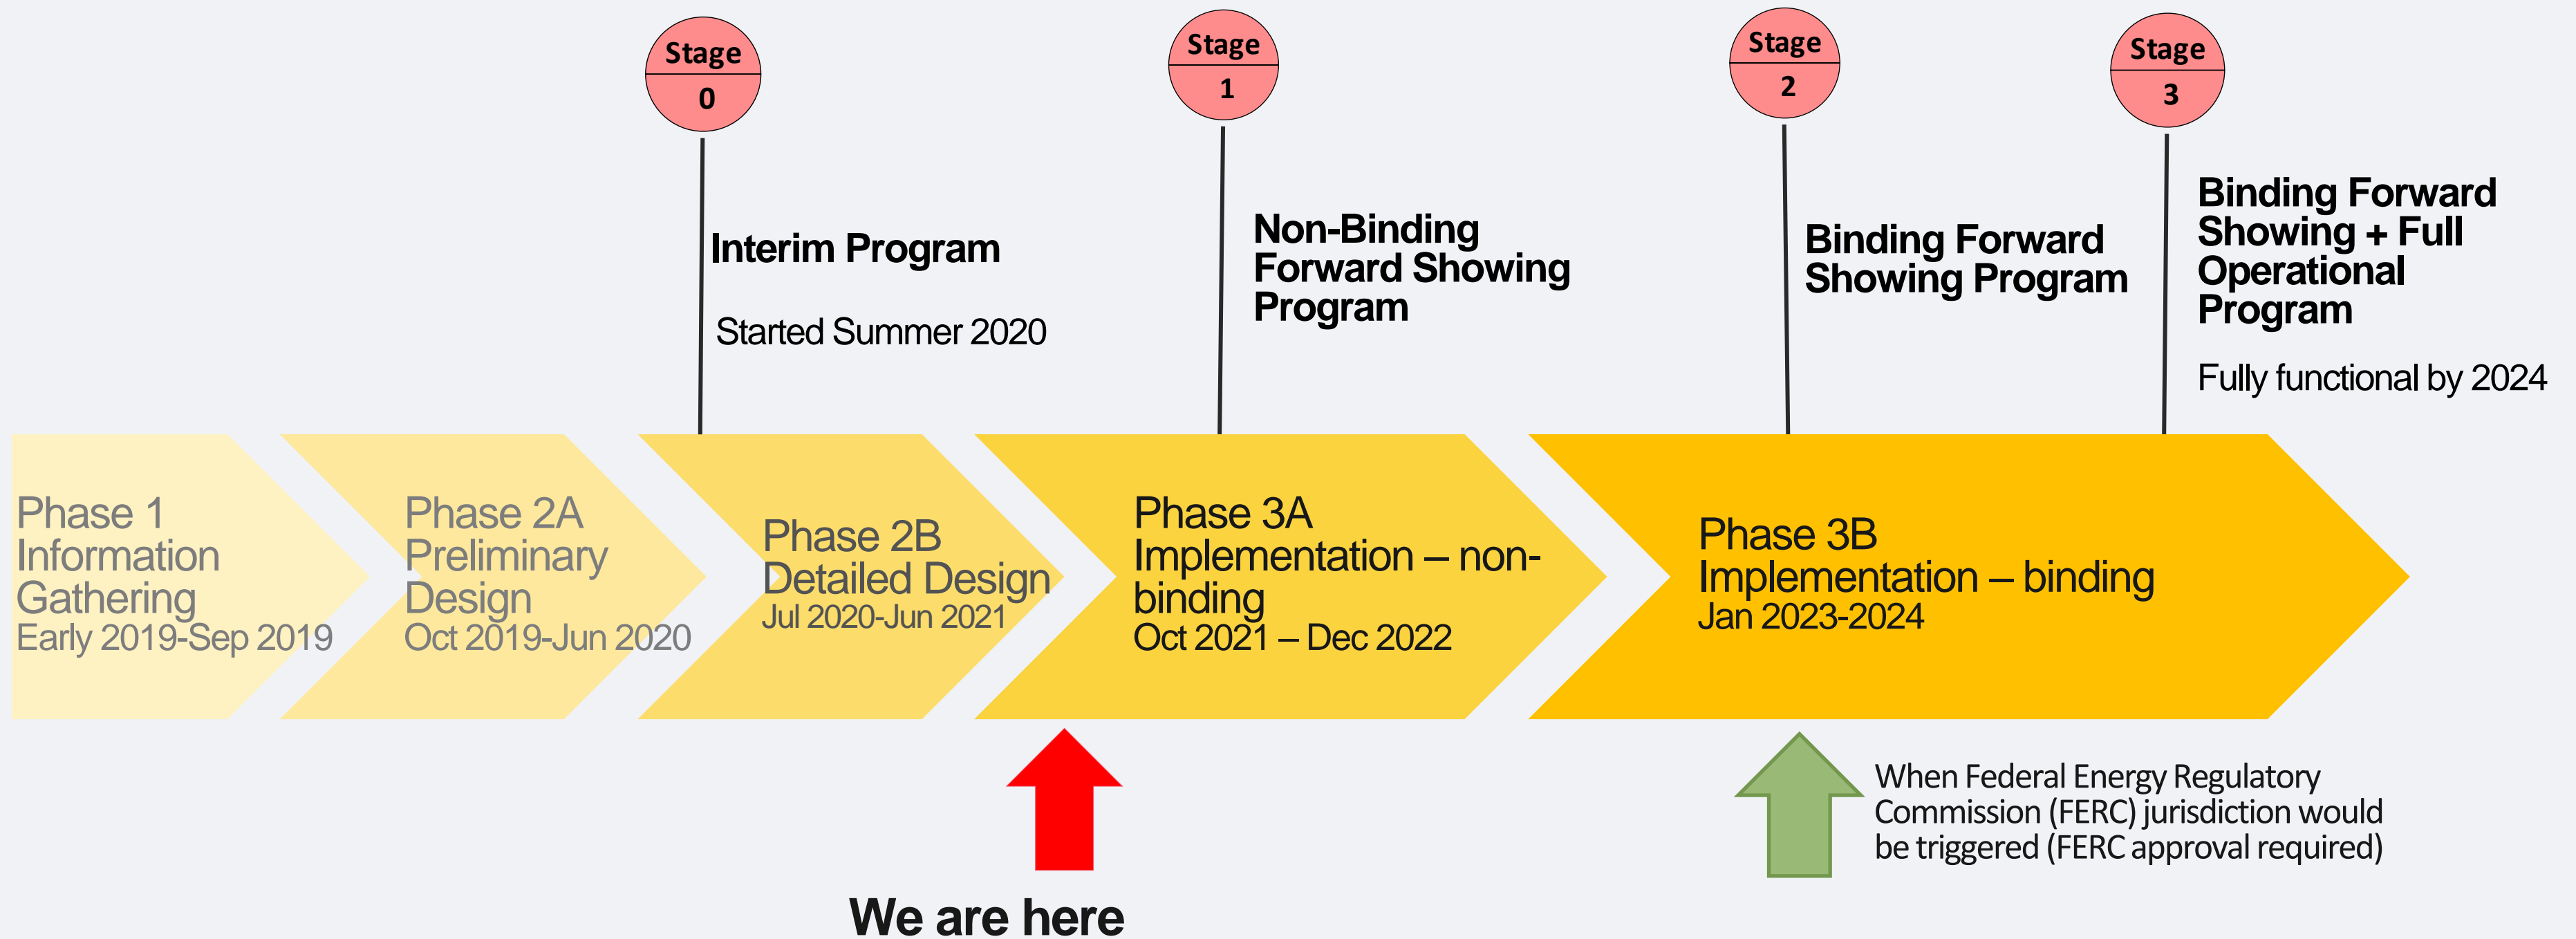 Stage
0
Stage
1
Stage
2
Stage
3
Interim Program
Started Summer 2020
Non-Binding
Forward Showing
Program
Binding Forward
Showing Program
Binding Forward
Showing + Full
Operational
Program
Fully functional by 2024
Phase 1
Information
Gathering
Early 2019-Sep 2019
Phase 2A
Preliminary
Design
Oct 2019-Jun 2020
Phase 2B
Detailed Design
Jul 2020-Jun 2021
Phase 3A
Implementation – non-
binding
Oct 2021 – Dec 2022
Phase 3B
Implementation – binding
Jan 2023-2024
We are here
When Federal Energy Regulatory
Commission (FERC) jurisdiction would
be triggered (FERC approval required)